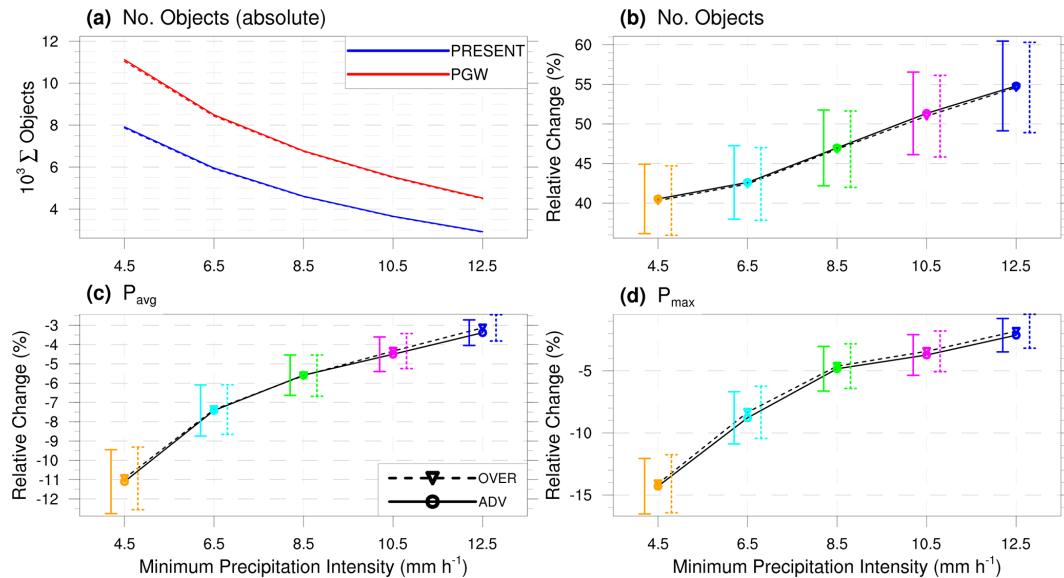 (a) No. Objects (absolute)
12
10
8
6
4
10³ Σ Objects
PRESENT
PGW
4.5 6.5 8.5 10.5 12.5
(b) No. Objects
60
55
50
45
40
Relative Change (%)
4.5 6.5 8.5 10.5 12.5
(c) Pavg
-3
-4
-5
-6
-7
-8
-9
-10
-11
-12
Relative Change (%)
OVER
ADV
4.5 6.5 8.5 10.5 12.5
Minimum Precipitation Intensity (mm h⁻¹)
(d) Pmax
-5
-10
-15
Relative Change (%)
4.5 6.5 8.5 10.5 12.5
Minimum Precipitation Intensity (mm h⁻¹)